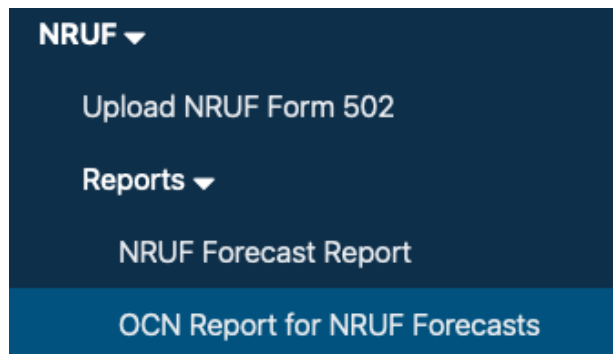 NRUF
Upload NRUF Form 502
Reports
NRUF Forecast Report
OCN Report for NRUF Forecasts